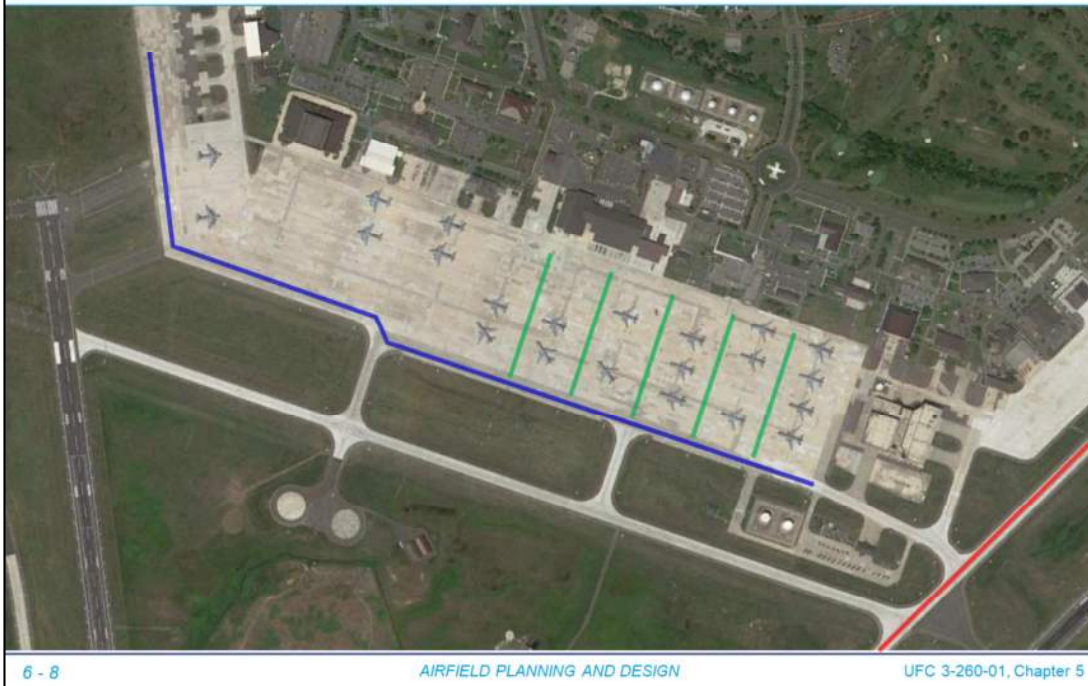 6 - 8
AIRFIELD PLANNING AND DESIGN
UFC 3-260-01, Chapter 5